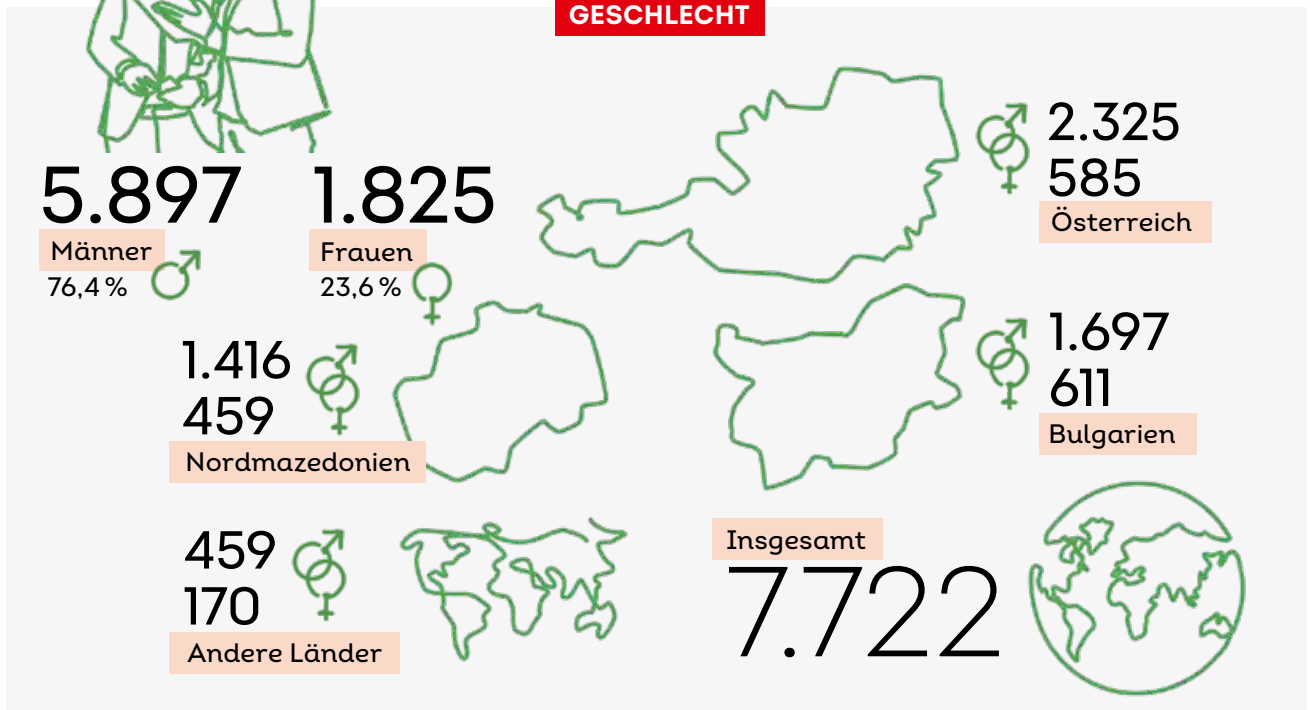 GESCHLECHT
5.897
Männer
76,4 %
1.825
Frauen
23,6 %
2.325
585
Österreich
1.416
459
Nordmazedonien
1.697
611
Bulgarien
459
170
Andere Länder
Insgesamt
7.722